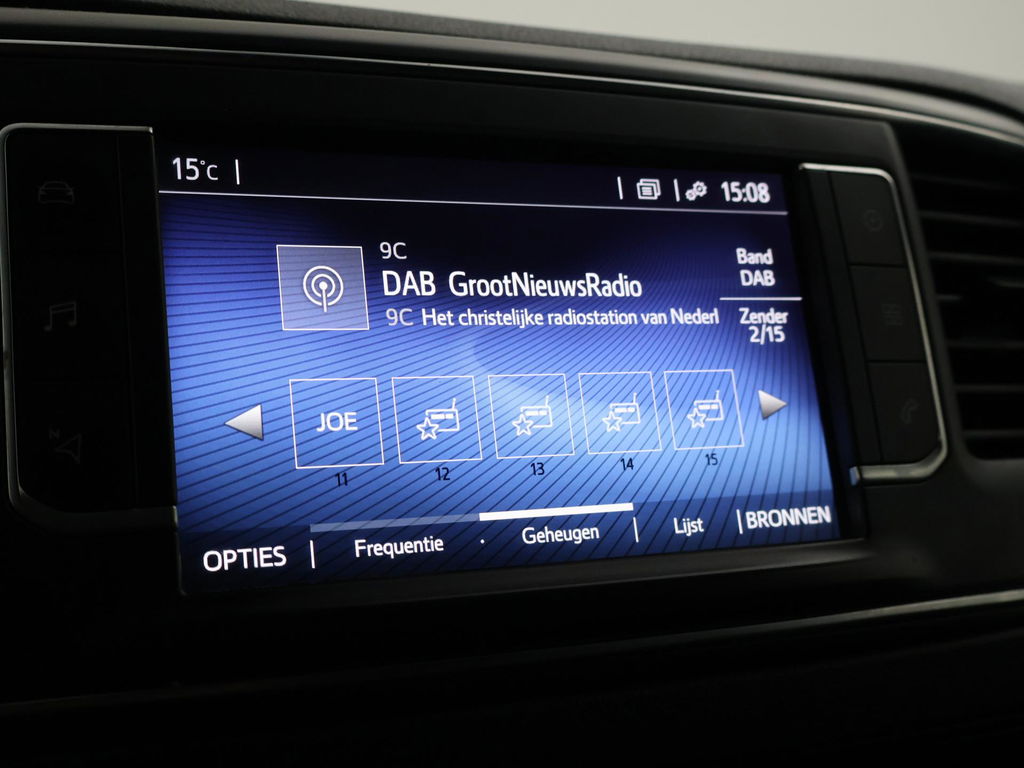 15°C
15:08
9C
DAB GrootNieuwsRadio
9C Het christelijke radiostation van Nederl
Band
DAB
Zender
2/15
JOE
11
12
13
14
15
OPTIES
Frequentie
Geheugen
Lijst
BRONNEN
N